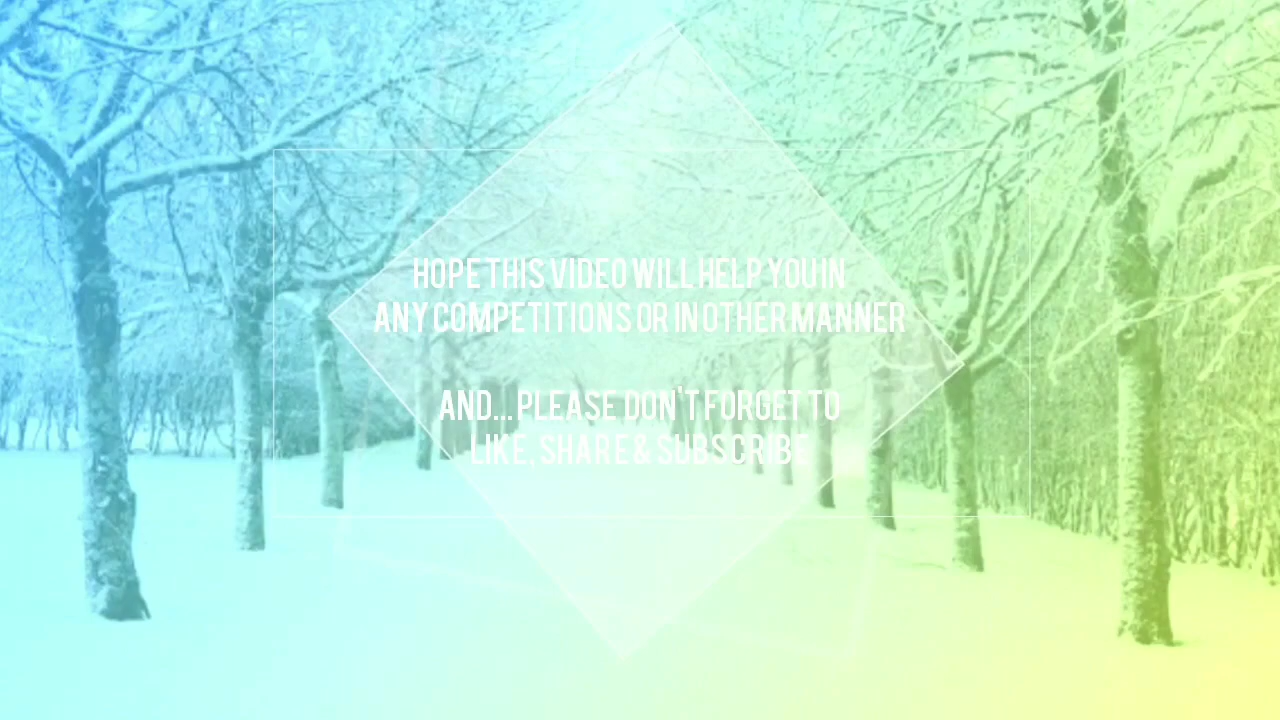 HOPE THIS VIDEO WILL HELP YOU IN
ANY COMPETITIONS OR IN OTHER MANNER
AND... PLEASE DON'T FORGET TO
LIKE, SHARE & SUBSCRIBE